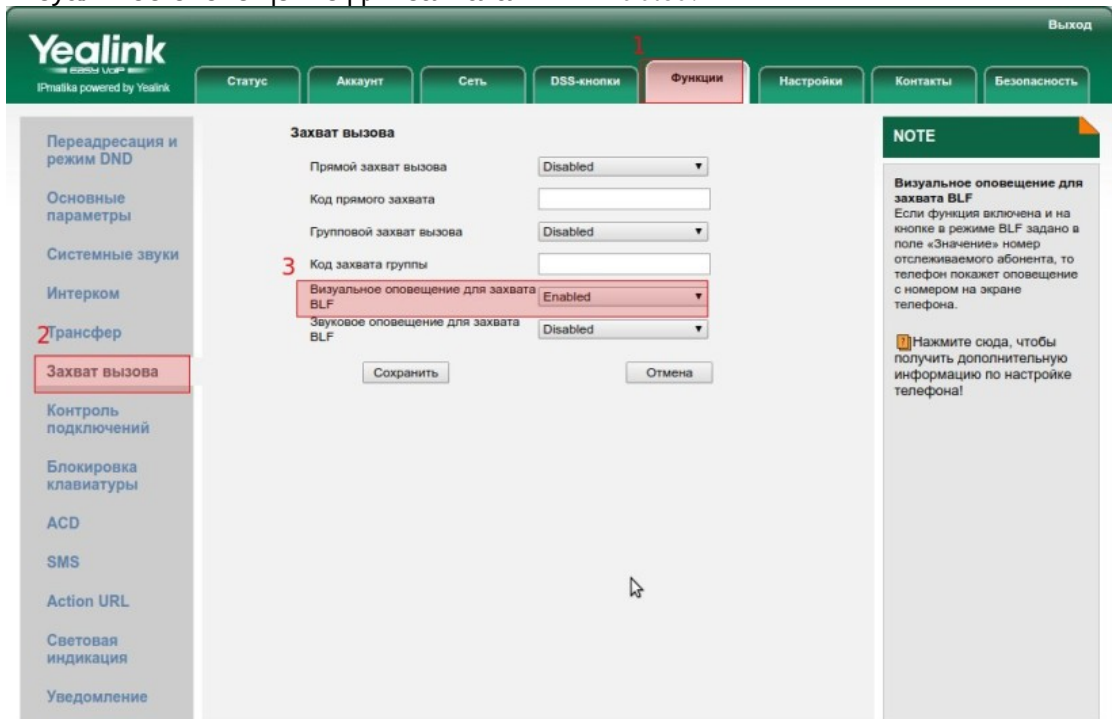 Выход
Yealink
EASY VoIP
IPmatika powered by Yealink
1
Статус Аккаунт Сеть DSS-кнопки Функции Настройки Контакты Безопасность
Переадресация и
режим DND
Основные
параметры
Системные звуки
Интерком
2
Трансфер
Захват вызова
Контроль
подключений
Блокировка
клавиатуры
ACD
SMS
Action URL
Световая
индикация
Уведомление
Захват вызова
Прямой захват вызова Disabled
Код прямого захвата
Групповой захват вызова Disabled
3 Код захвата группы
Визуальное оповещение для захвата
BLF Enabled
Звуковое оповещение для захвата
BLF Disabled
Сохранить Отмена
NOTE
Визуальное оповещение для
захвата BLF
Если функция включена и на
кнопке в режиме BLF задано в
поле «Значение» номер
отслеживаемого абонента, то
телефон покажет оповещение
с номером на экране
телефона.
Нажмите сюда, чтобы
получить дополнительную
информацию по настройке
телефона!